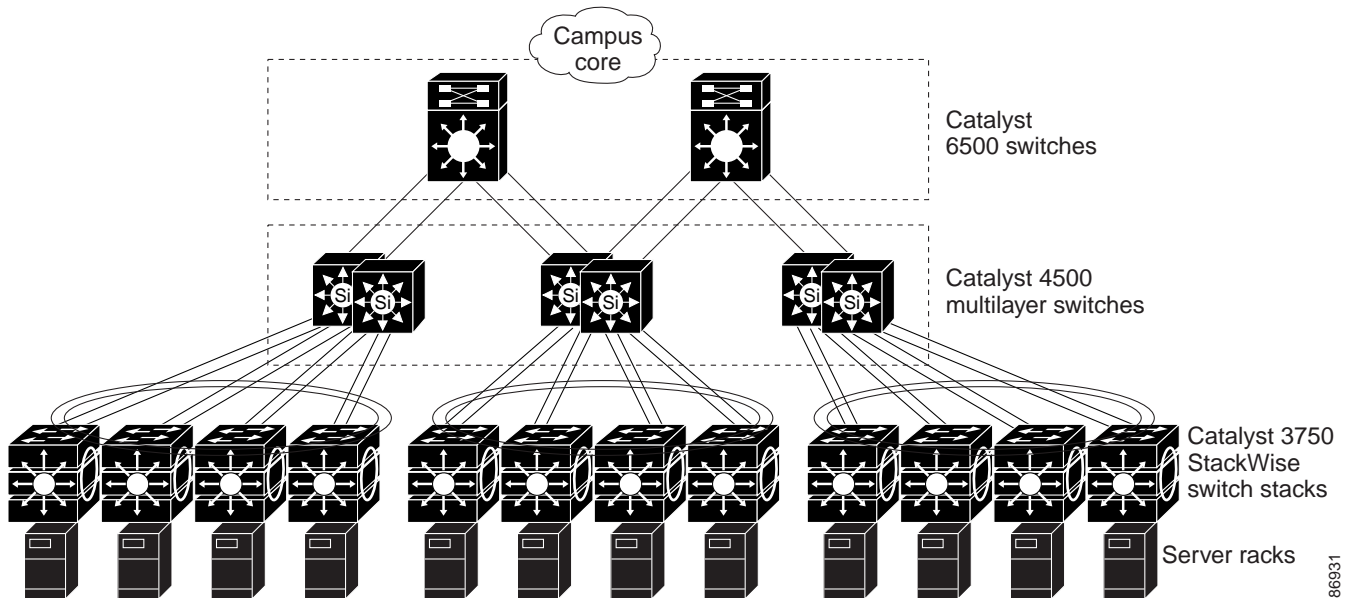 Campus
core
Catalyst
6500 switches
Si
Si
Si
Si
Si
Si
Catalyst 4500
multilayer switches
Catalyst 3750
StackWise
switch stacks
Server racks
86931